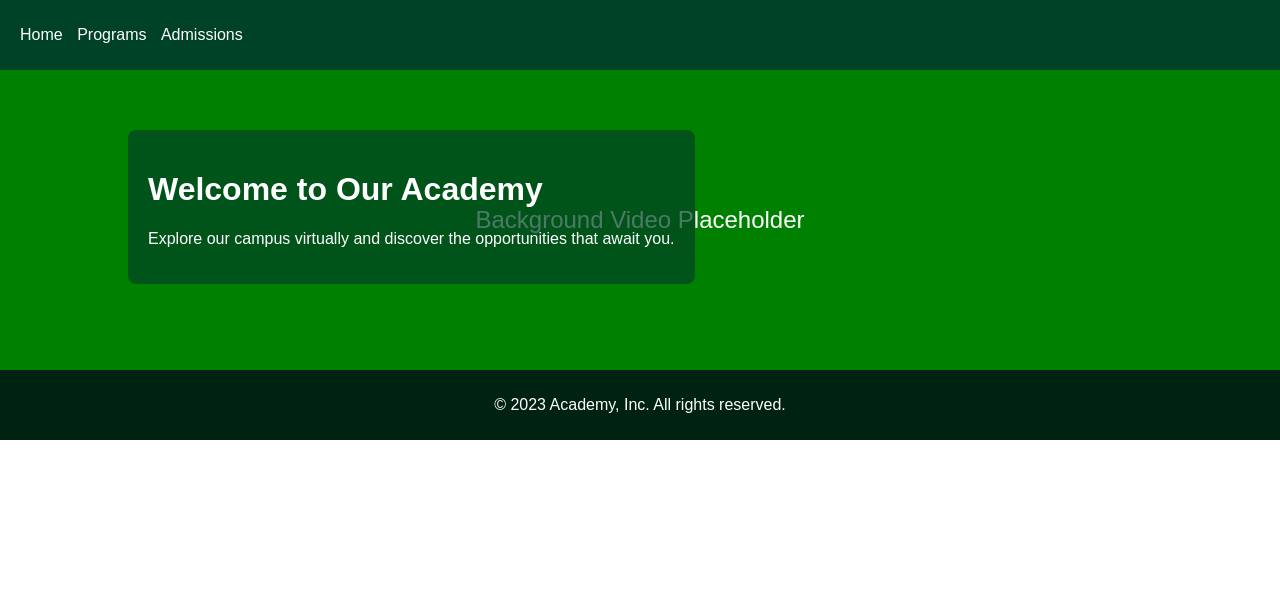 Home Programs Admissions
Welcome to Our Academy
Background Video Placeholder
Explore our campus virtually and discover the opportunities that await you.
© 2023 Academy, Inc. All rights reserved.